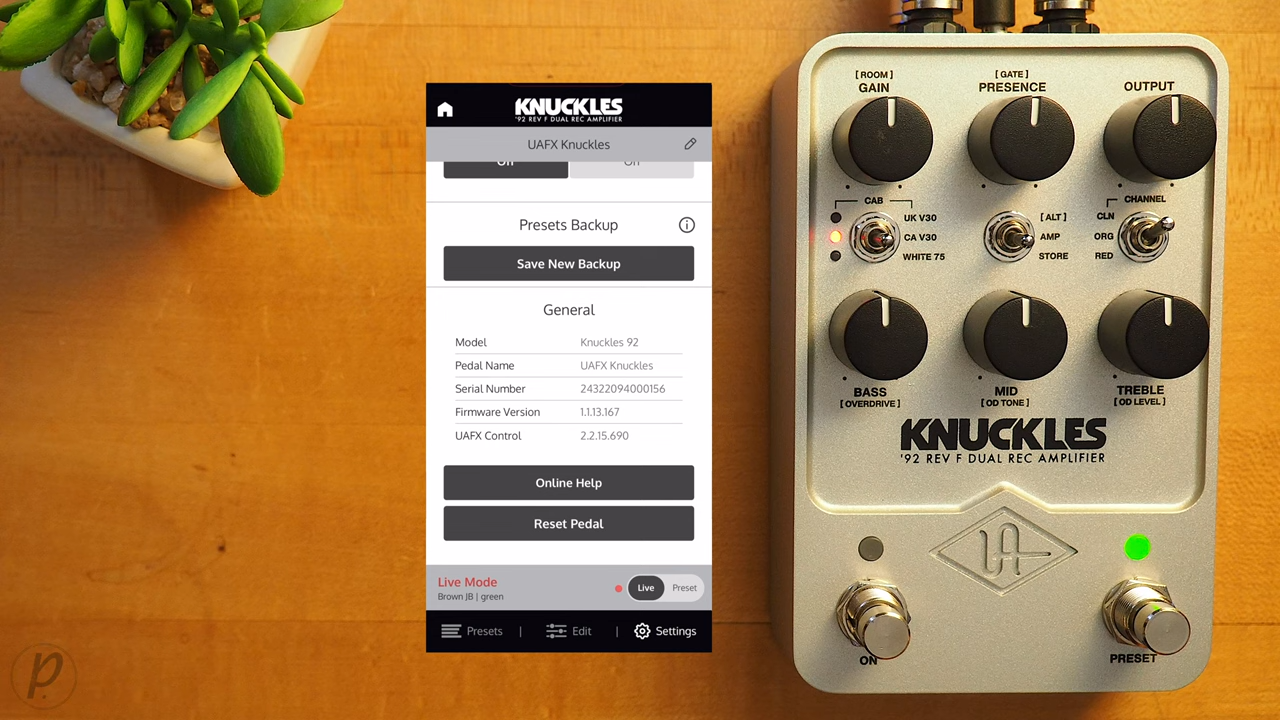 KNUCKLES
'92 REV F DUAL REC AMPLIFIER
UAFX Knuckles
Off
On
Presets Backup
Save New Backup
General
Model Knuckles 92
Pedal Name UAFX Knuckles
Serial Number 24322094000156
Firmware Version 1.1.13.167
UAFX Control 2.2.15.690
Online Help
Reset Pedal
Live Mode
Brown JB | green
Live Preset
Presets | Edit | Settings
[ROOM] [GATE]
GAIN PRESENCE OUTPUT
CAB CHANNEL
UK V30 [ALT] CLN
CA V30 AMP ORG
WHITE 75 STORE RED
BASS MID TREBLE
[OVERDRIVE] [OD TONE] [OD LEVEL]
KNUCKLES
'92 REV F DUAL REC AMPLIFIER
UA
ON PRESET
p.